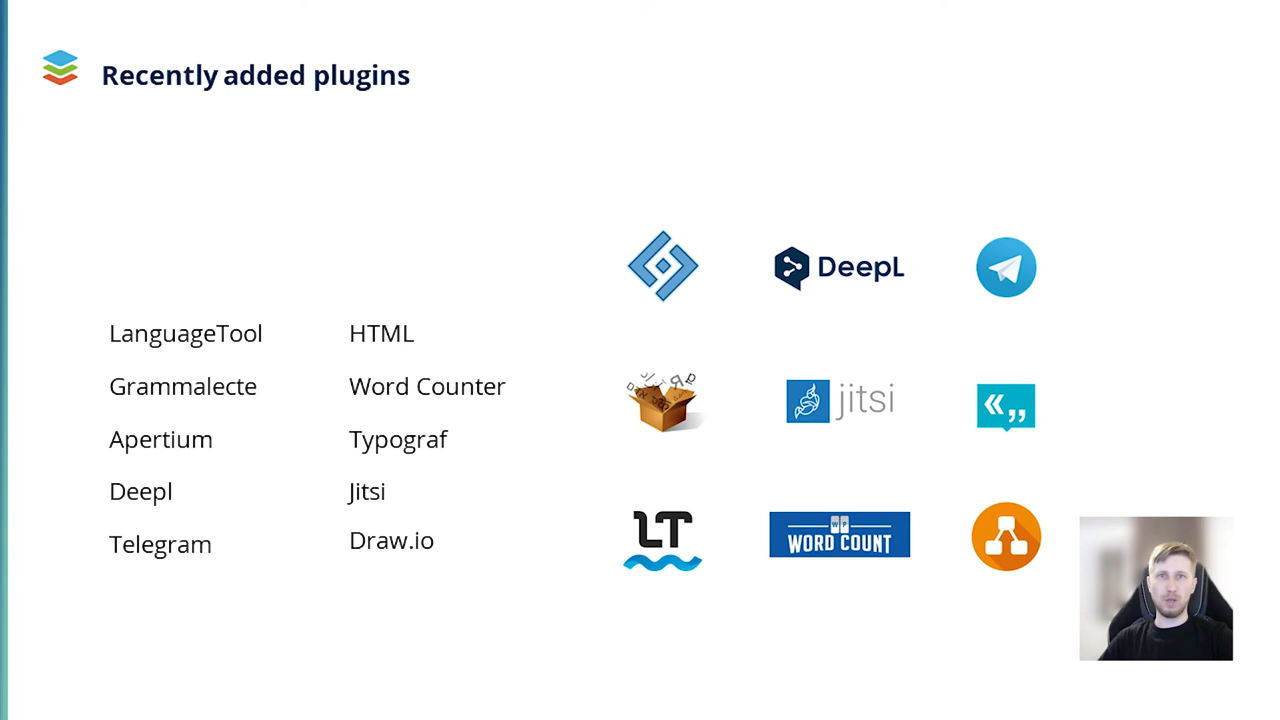 Recently added plugins
LanguageTool
Grammalecte
Apertium
Deepl
Telegram
HTML
Word Counter
Typograf
Jitsi
Draw.io
DeepL
jitsi
«„
LT
W P
WORD COUNT